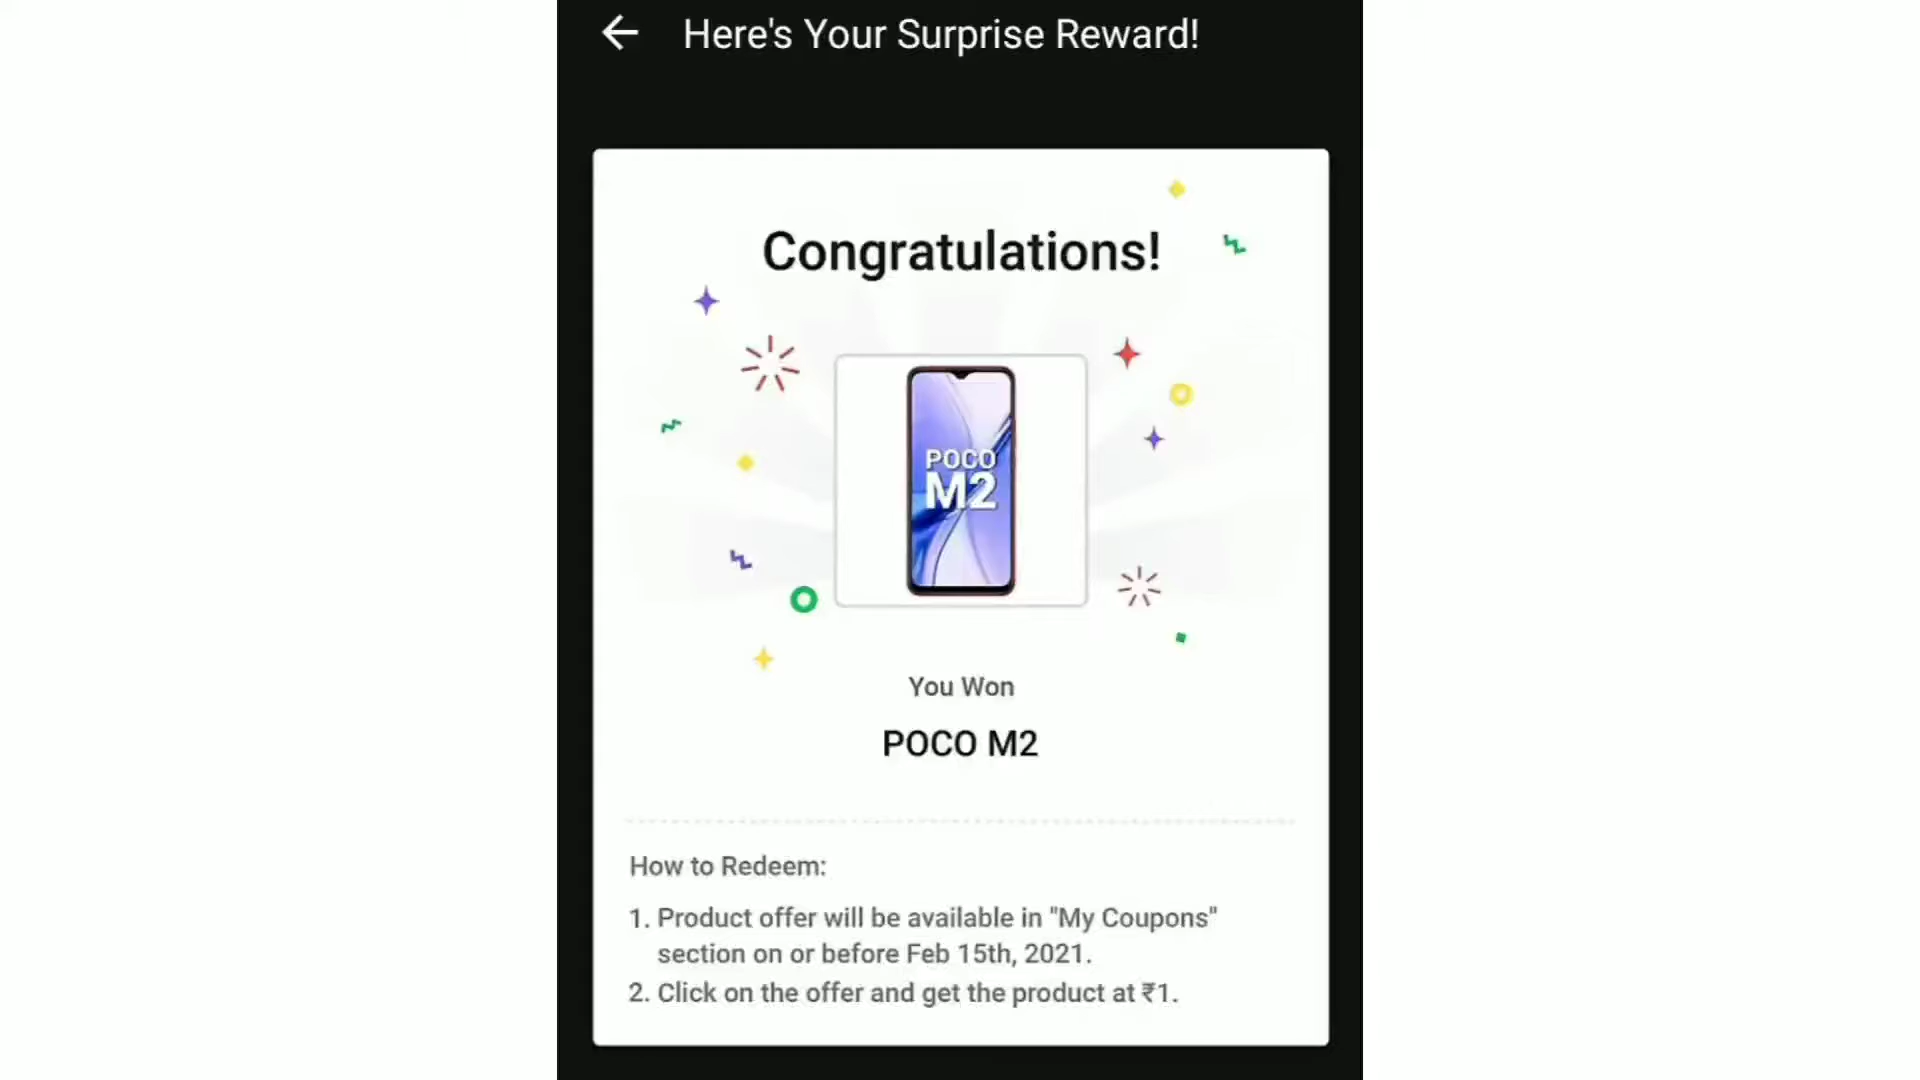 Here's Your Surprise Reward!
Congratulations!
POCO
M2
You Won
POCO M2
How to Redeem:
1. Product offer will be available in "My Coupons"
section on or before Feb 15th, 2021.
2. Click on the offer and get the product at ₹1.